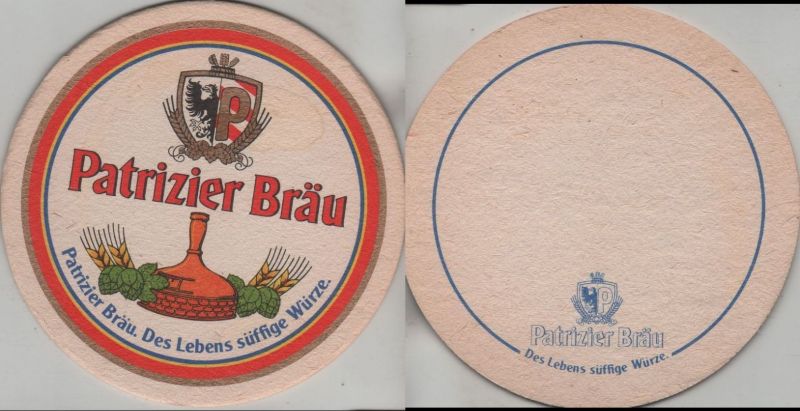 P
Patrizier Bräu
Patrizier Bräu. Des Lebens süffige Würze.
P
Patrizier Bräu
Des Lebens süffige Würze.